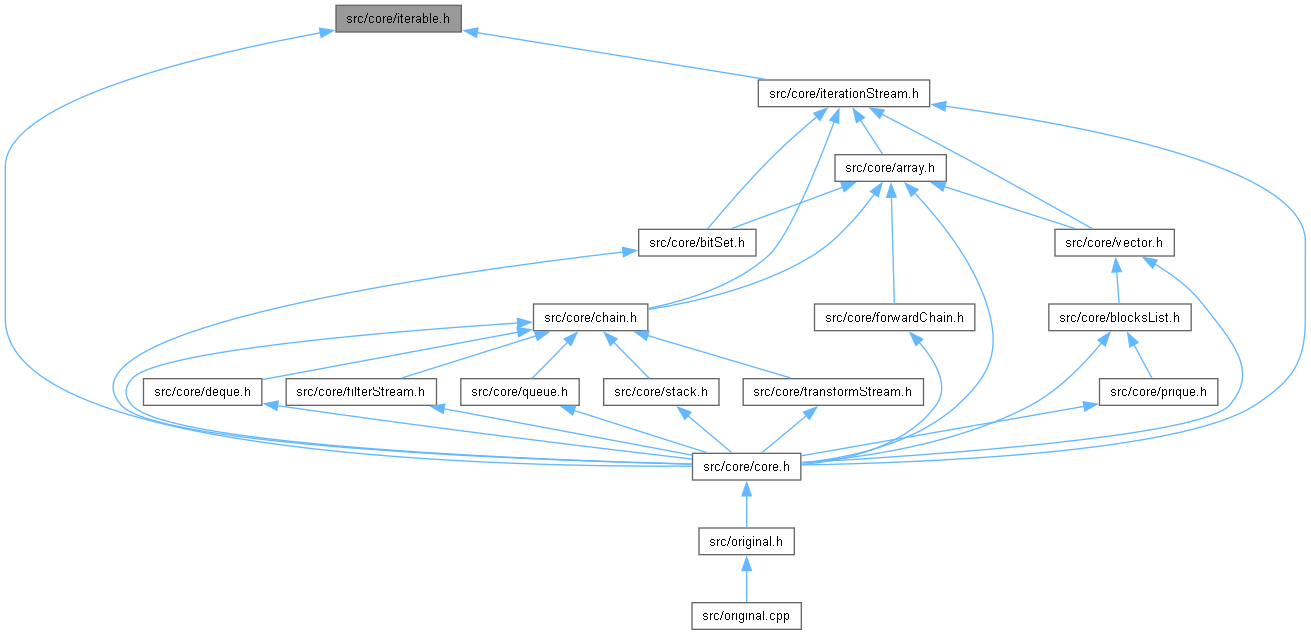 src/core/iterable.h
src/core/iterationStream.h
src/core/array.h
src/core/bitSet.h
src/core/vector.h
src/core/chain.h
src/core/forwardChain.h
src/core/blocksList.h
src/core/deque.h
src/core/filterStream.h
src/core/queue.h
src/core/stack.h
src/core/transformStream.h
src/core/prique.h
src/core/core.h
src/original.h
src/original.cpp